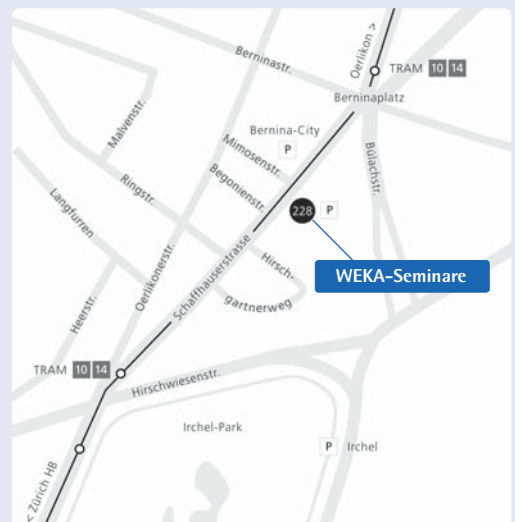 Oerlikon >
Berninastr.
TRAM 10 14
Berninaplatz
Malvenstr.
Bernina-City
P
Mimosenstr.
Bülachstr.
Begonienstr.
Ringstr.
228 P
Langfurren
WEKA-Seminare
Hirsch-
gartnerweg
Schaffhauserstrasse
Oerlikonerstr.
Heerstr.
TRAM 10 14
Hirschwiesenstr.
Irchel-Park
P Irchel
< Zürich HB